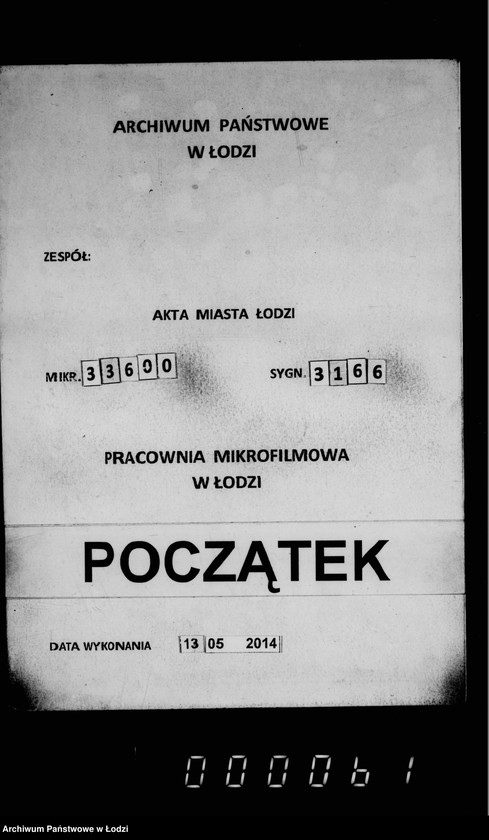 ARCHIWUM PAŃSTWOWE
W ŁODZI
ZESPÓŁ:
AKTA MIASTA ŁODZI
MIKR. 33600 SYGN. 3166
PRACOWNIA MIKROFILMOWA
W ŁODZI
POCZĄTEK
DATA WYKONANIA 13 05 2014
000061
Archiwum Państwowe w Łodzi